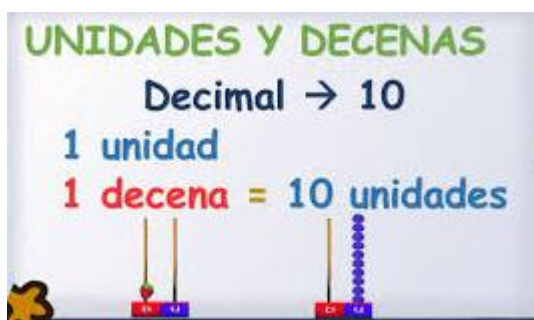 UNIDADES Y DECENAS
Decimal → 10
1 unidad
1 decena = 10 unidades